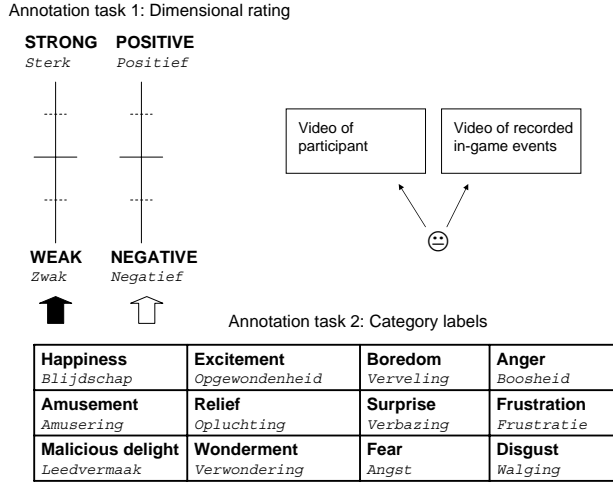 Annotation task 1: Dimensional rating
STRONG POSITIVE
Sterk Positief
Video of participant
Video of recorded in-game events
WEAK NEGATIVE
Zwak Negatief
Annotation task 2: Category labels
Happiness Excitement Boredom Anger
Blijdschap Opgewondenheid Verveling Boosheid
Amusement Relief Surprise Frustration
Amusering Opluchting Verbazing Frustratie
Malicious delight Wonderment Fear Disgust
Leedvermaak Verwondering Angst Walging